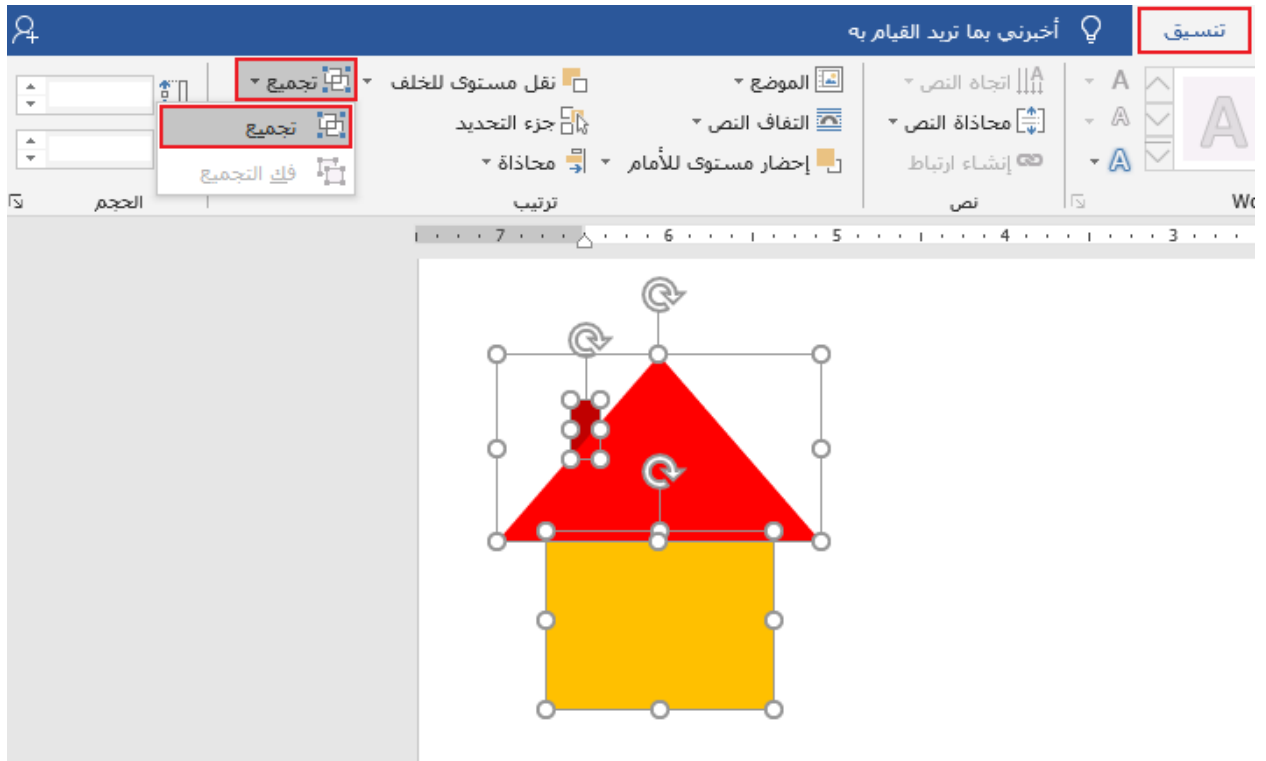 تنسيق
أخبرني بما تريد القيام به
A
اتجاه النص
الموضع
نقل مستوى للخلف
تجميع
A
محاذاة النص
التفاف النص
جزء التحديد
تجميع
A
إنشاء ارتباط
إحضار مستوى للأمام
محاذاة
فك التجميع
A
Wo
نص
ترتيب
الحجم
3 4 5 6 7